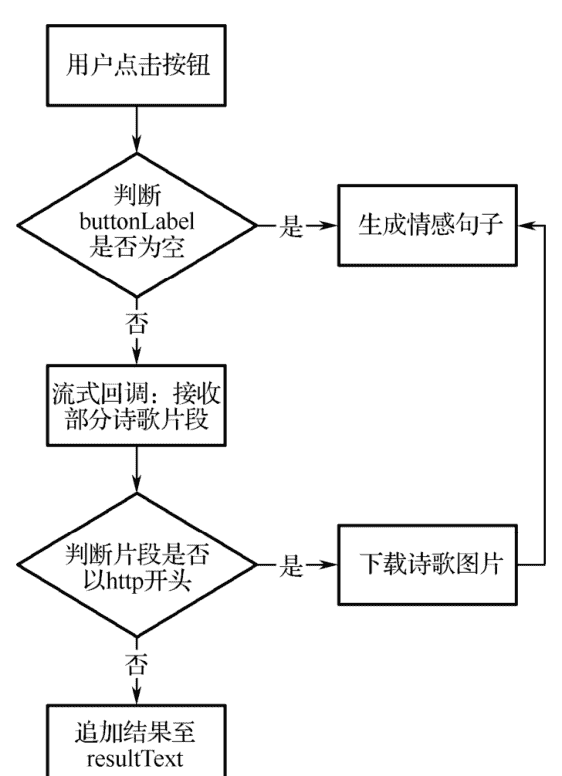 用户点击按钮
判断
buttonLabel
是否为空
是
生成情感句子
否
流式回调：接收
部分诗歌片段
判断片段是否
以http开头
是
下载诗歌图片
否
追加结果至
resultText